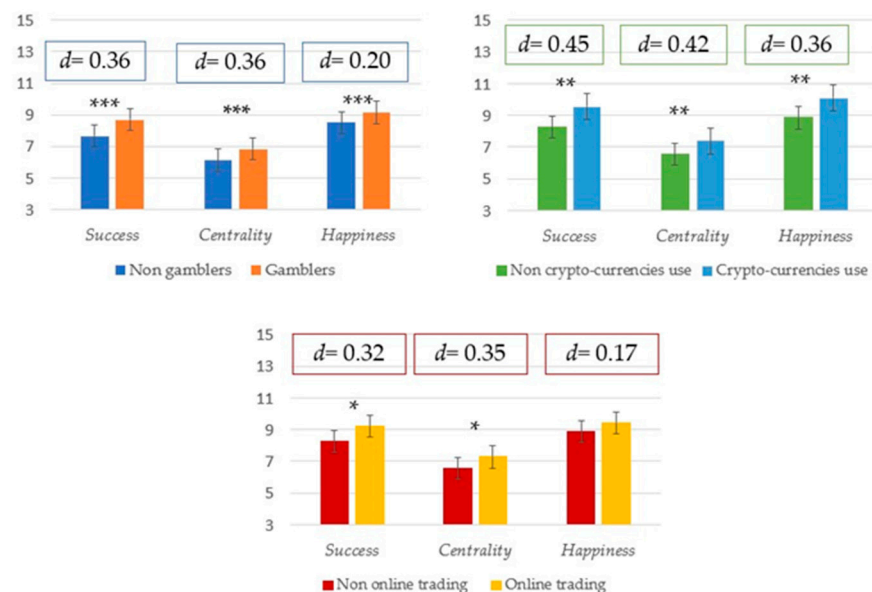 15
13
11
9
7
5
3
d= 0.36
d= 0.36
d= 0.20
***
***
***
Success
Centrality
Happiness
Non gamblers
Gamblers
15
13
11
9
7
5
3
d= 0.45
d= 0.42
d= 0.36
**
**
**
Success
Centrality
Happiness
Non crypto-currencies use
Crypto-currencies use
15
13
11
9
7
5
3
d= 0.32
d= 0.35
d= 0.17
*
*
Success
Centrality
Happiness
Non online trading
Online trading